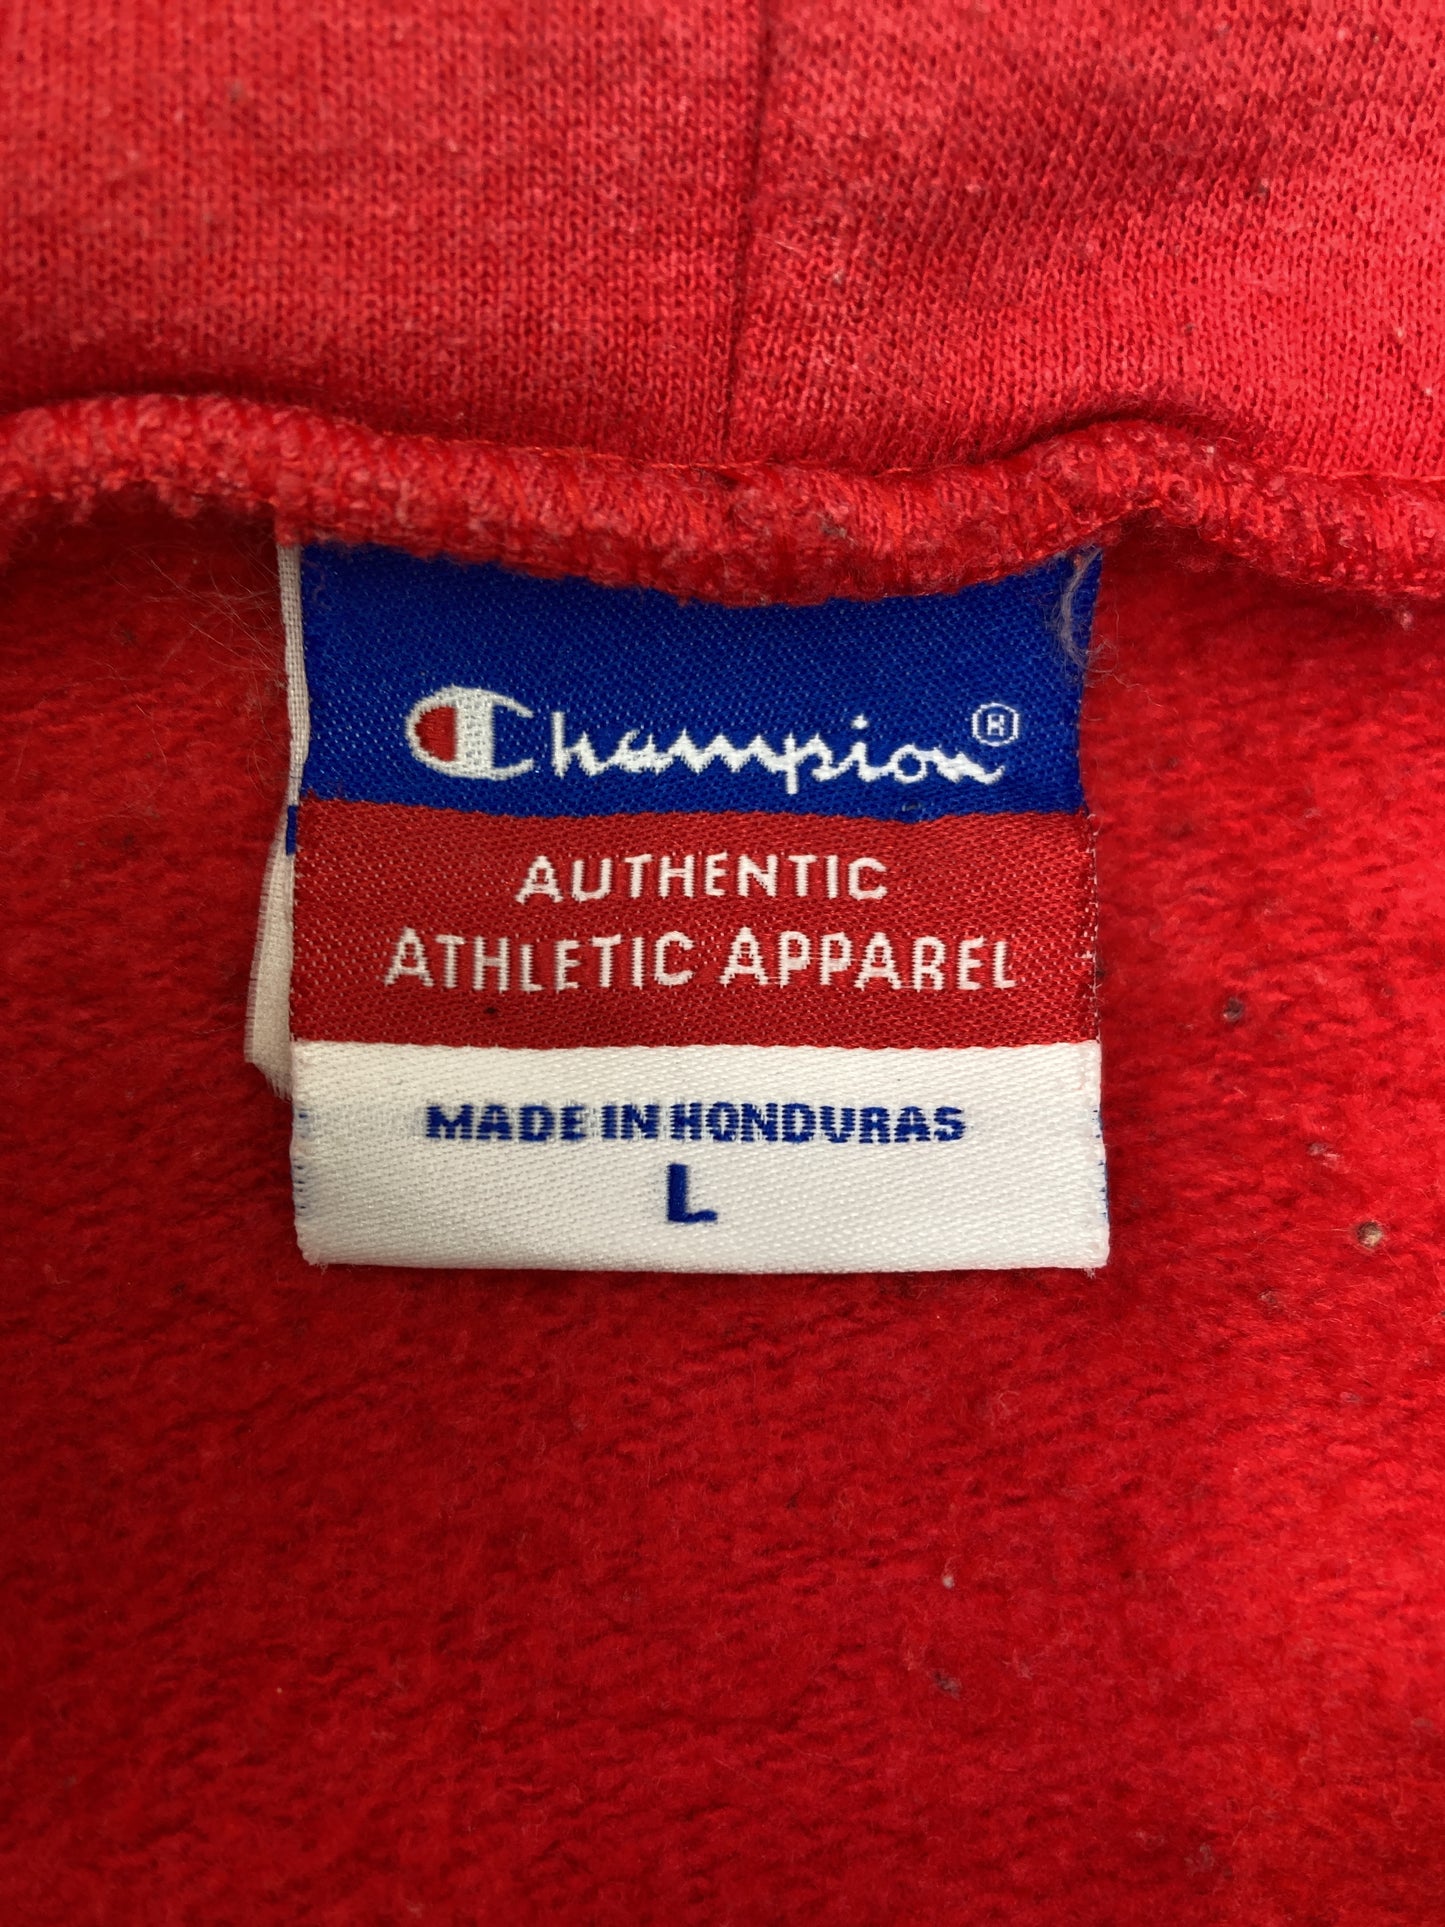 Champion®
AUTHENTIC
ATHLETIC APPAREL
MADE IN HONDURAS
L